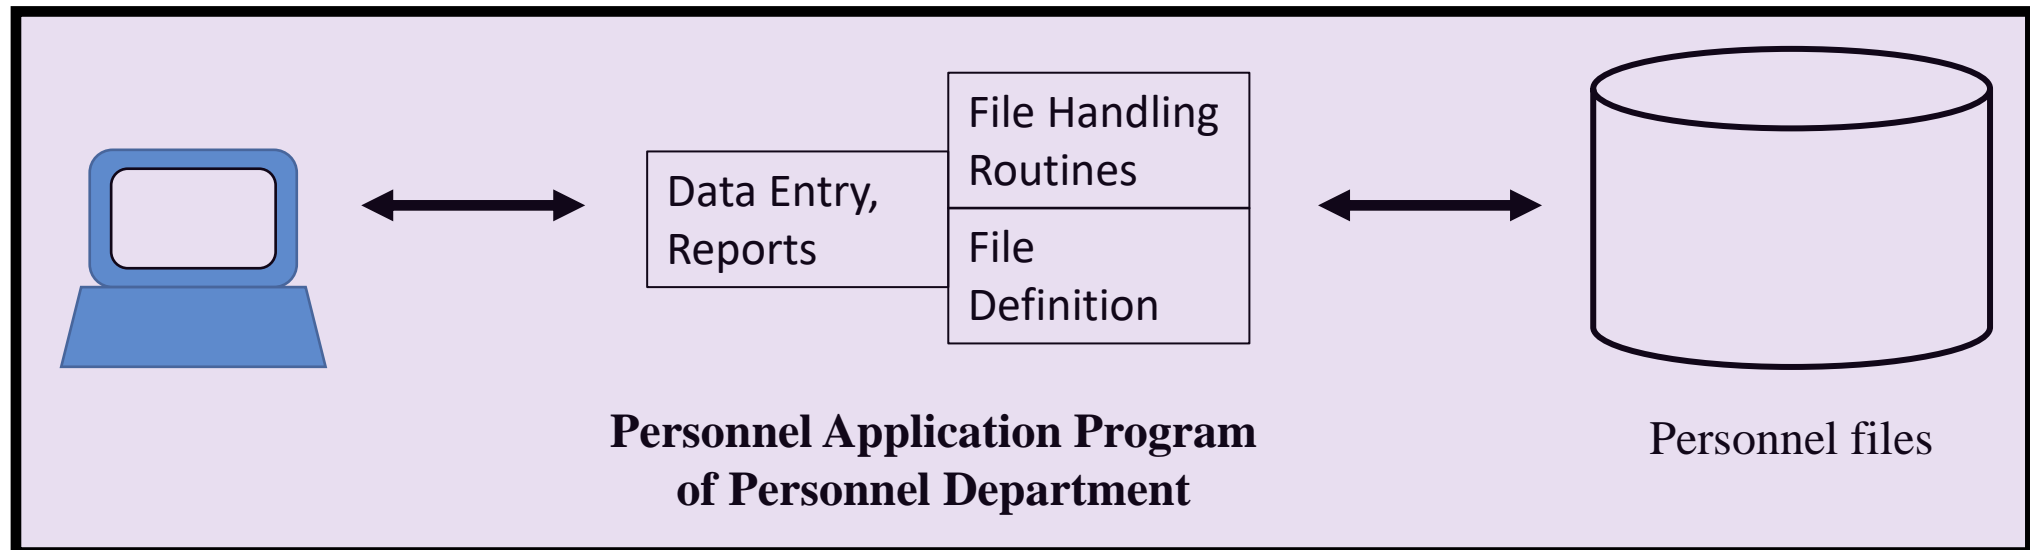 Data Entry,
Reports
File Handling
Routines
File
Definition
Personnel Application Program
of Personnel Department
Personnel files